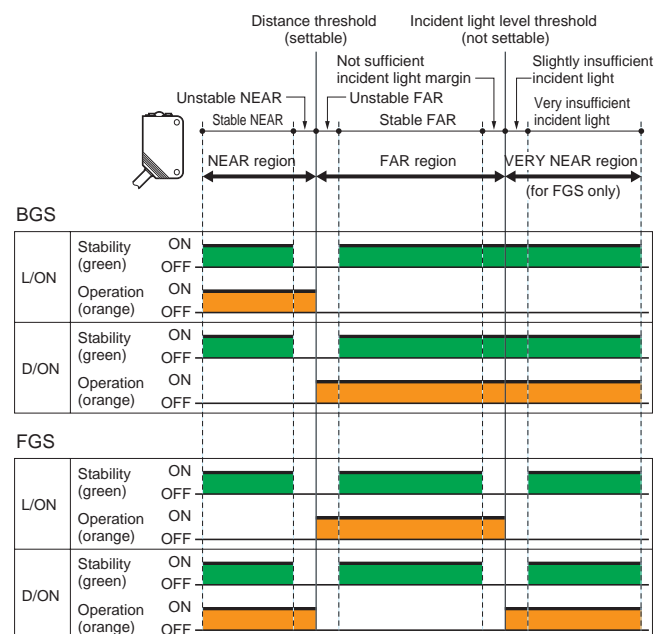 Distance threshold
(settable)
Incident light level threshold
(not settable)
Not sufficient
incident light margin
Slightly insufficient
incident light
Unstable NEAR
Unstable FAR
Very insufficient
incident light
Stable NEAR
Stable FAR
NEAR region
FAR region
VERY NEAR region
(for FGS only)
BGS
L/ON
Stability
(green)
ON
OFF
Operation
(orange)
ON
OFF
D/ON
Stability
(green)
ON
OFF
Operation
(orange)
ON
OFF
FGS
L/ON
Stability
(green)
ON
OFF
Operation
(orange)
ON
OFF
D/ON
Stability
(green)
ON
OFF
Operation
(orange)
ON
OFF